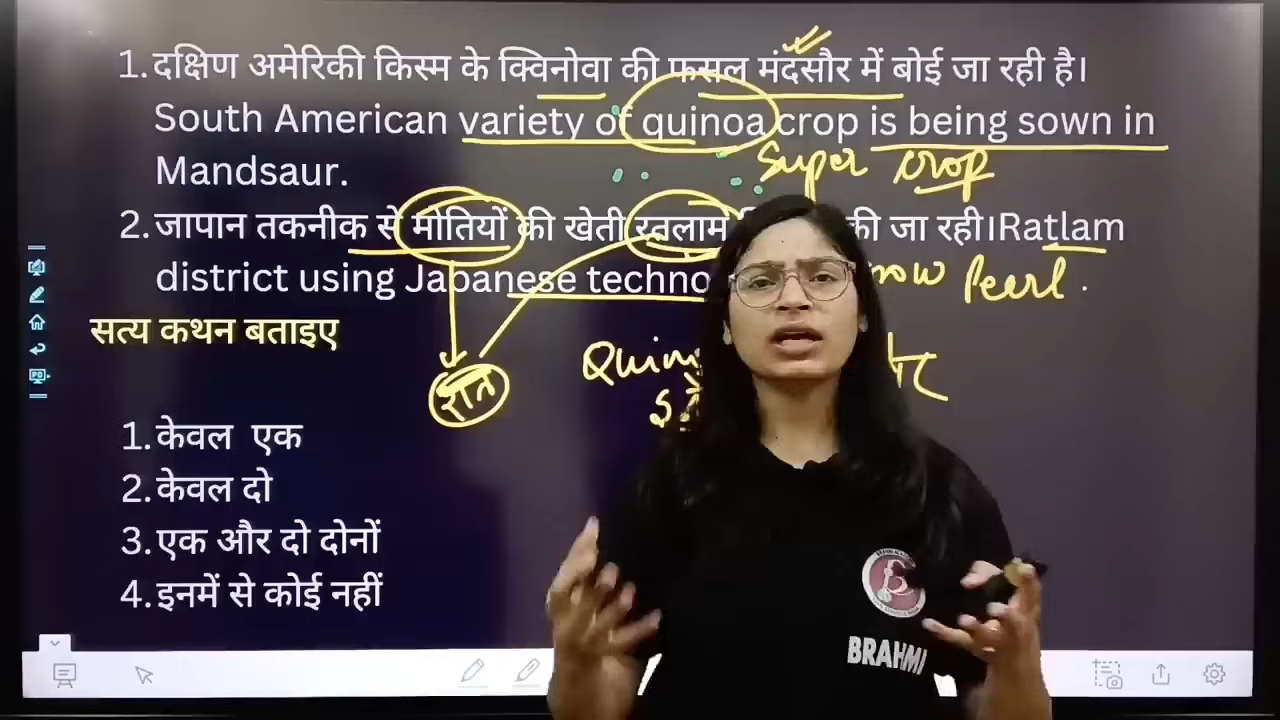 1. दक्षिण अमेरिकी किस्म के क्विनोवा की फसल मंदसौर में बोई जा रही है।
South American variety of quinoa crop is being sown in
Mandsaur.
Super crop
2. जापान तकनीक से मोतियों की खेती रतलाम की जा रही।Ratlam
district using Japanese
Pearl.
सत्य कथन बताइए
1. केवल एक
2. केवल दो
3. एक और दो दोनों
4. इनमें से कोई नहीं
BRAHMI